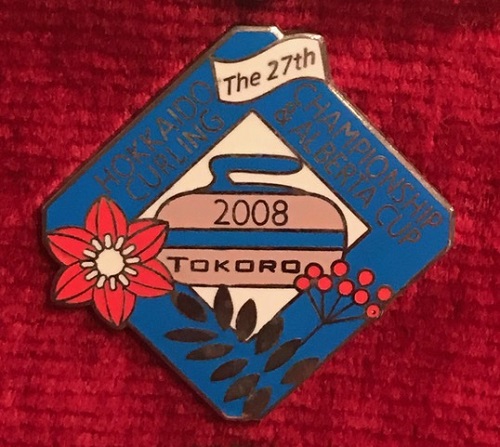 The 27th
HOKKAIDO
CURLING
CHAMPIONSHIP
& ALBERTA CUP
2008
TOKORO